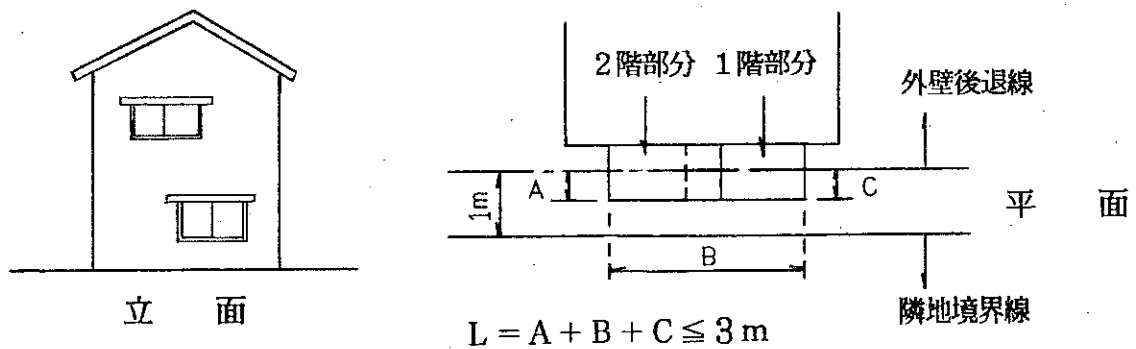 2階部分 1階部分
外壁後退線
A
C
1m
平 面
B
立 面
隣地境界線
L = A + B + C ≦ 3 m